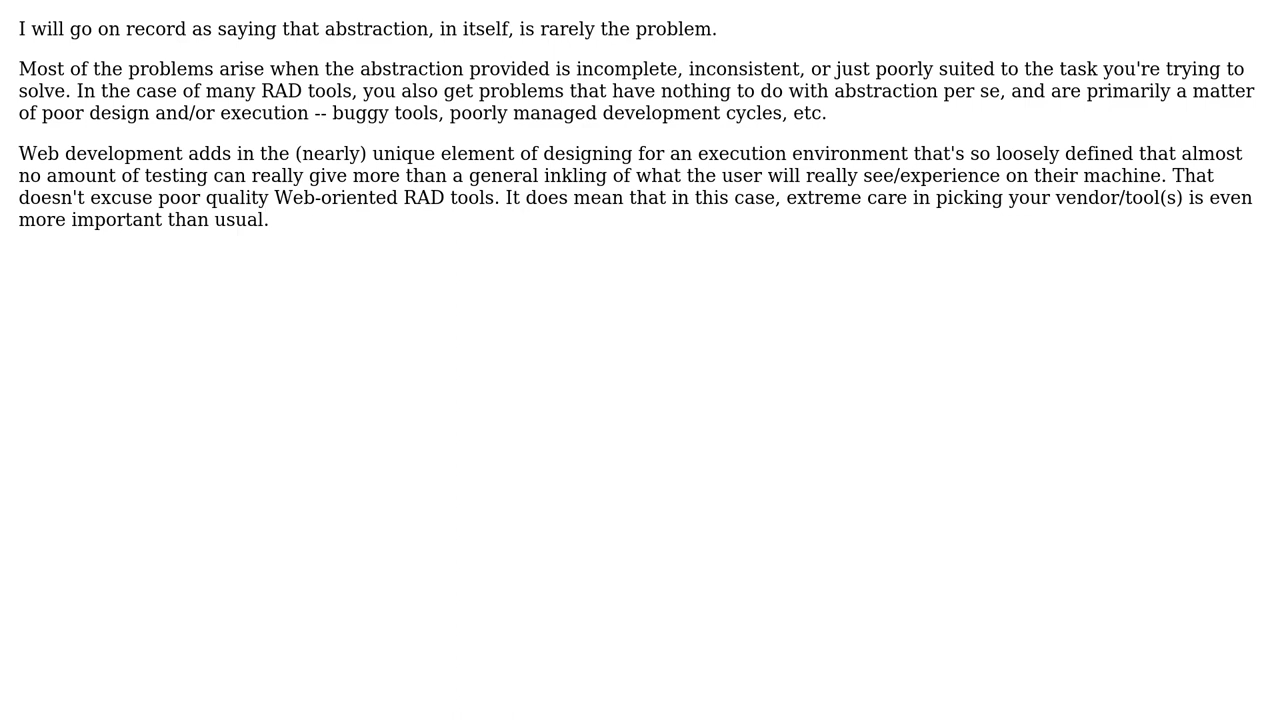 I will go on record as saying that abstraction, in itself, is rarely the problem.
Most of the problems arise when the abstraction provided is incomplete, inconsistent, or just poorly suited to the task you're trying to
solve. In the case of many RAD tools, you also get problems that have nothing to do with abstraction per se, and are primarily a matter
of poor design and/or execution -- buggy tools, poorly managed development cycles, etc.
Web development adds in the (nearly) unique element of designing for an execution environment that's so loosely defined that almost
no amount of testing can really give more than a general inkling of what the user will really see/experience on their machine. That
doesn't excuse poor quality Web-oriented RAD tools. It does mean that in this case, extreme care in picking your vendor/tool(s) is even
more important than usual.